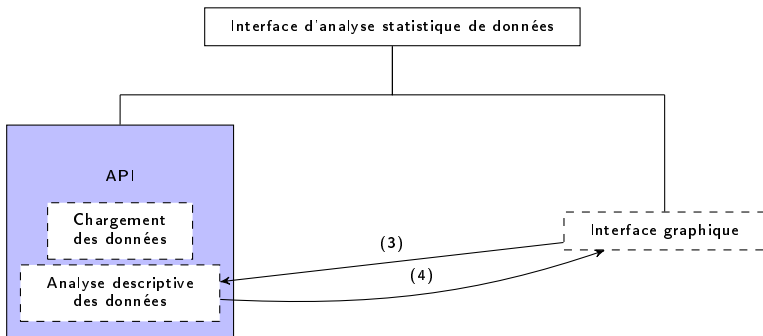 Interface d'analyse statistique de données
API
Chargement
des données
Interface graphique
(3)
(4)
Analyse descriptive
des données